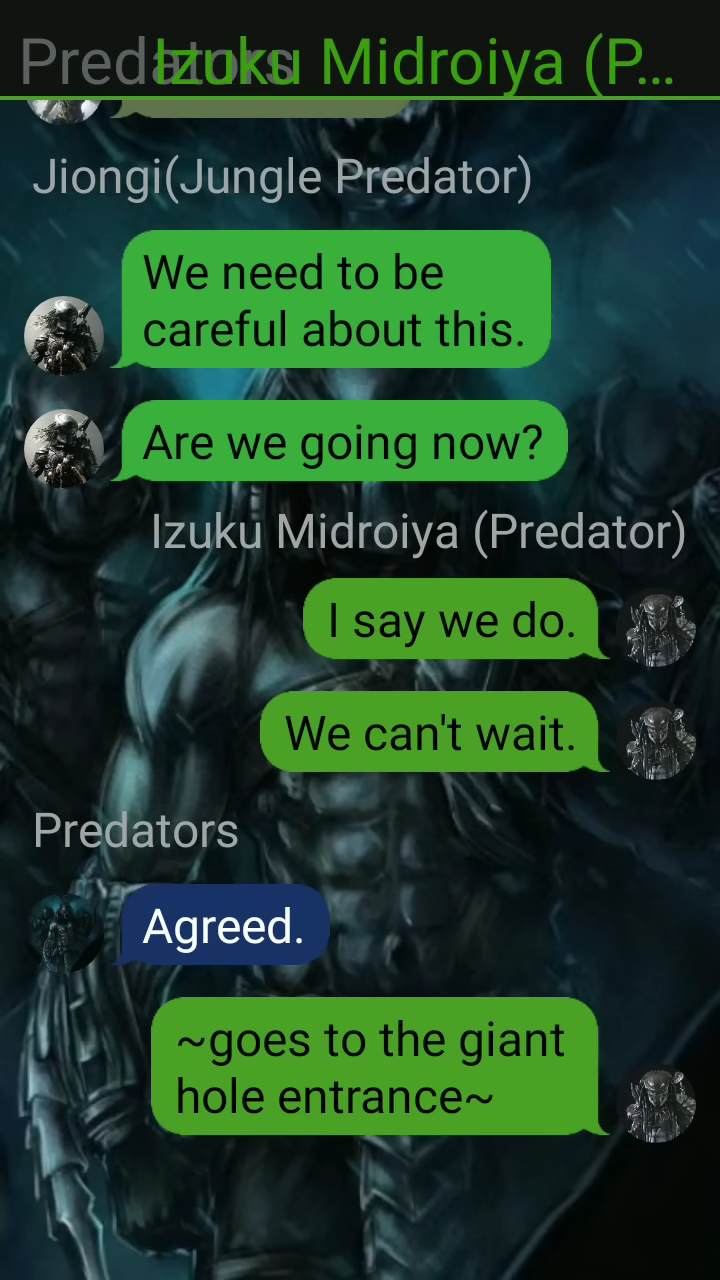 Predators
Izuku Midroiya (P...
Jiongi(Jungle Predator)
We need to be
careful about this.
Are we going now?
Izuku Midroiya (Predator)
I say we do.
We can't wait.
Predators
Agreed.
~goes to the giant
hole entrance~